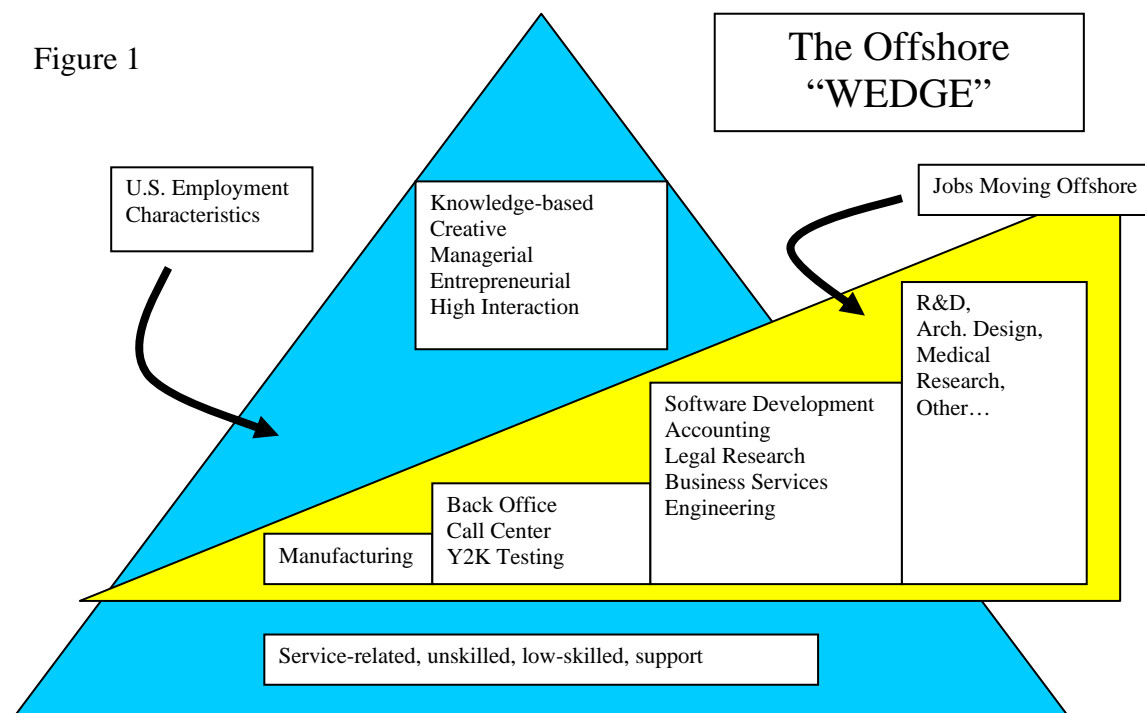 Figure 1
The Offshore
“WEDGE”
U.S. Employment
Characteristics
Knowledge-based
Creative
Managerial
Entrepreneurial
High Interaction
Jobs Moving Offshore
R&D,
Arch. Design,
Medical
Research,
Other…
Software Development
Accounting
Legal Research
Business Services
Engineering
Back Office
Call Center
Y2K Testing
Manufacturing
Service-related, unskilled, low-skilled, support